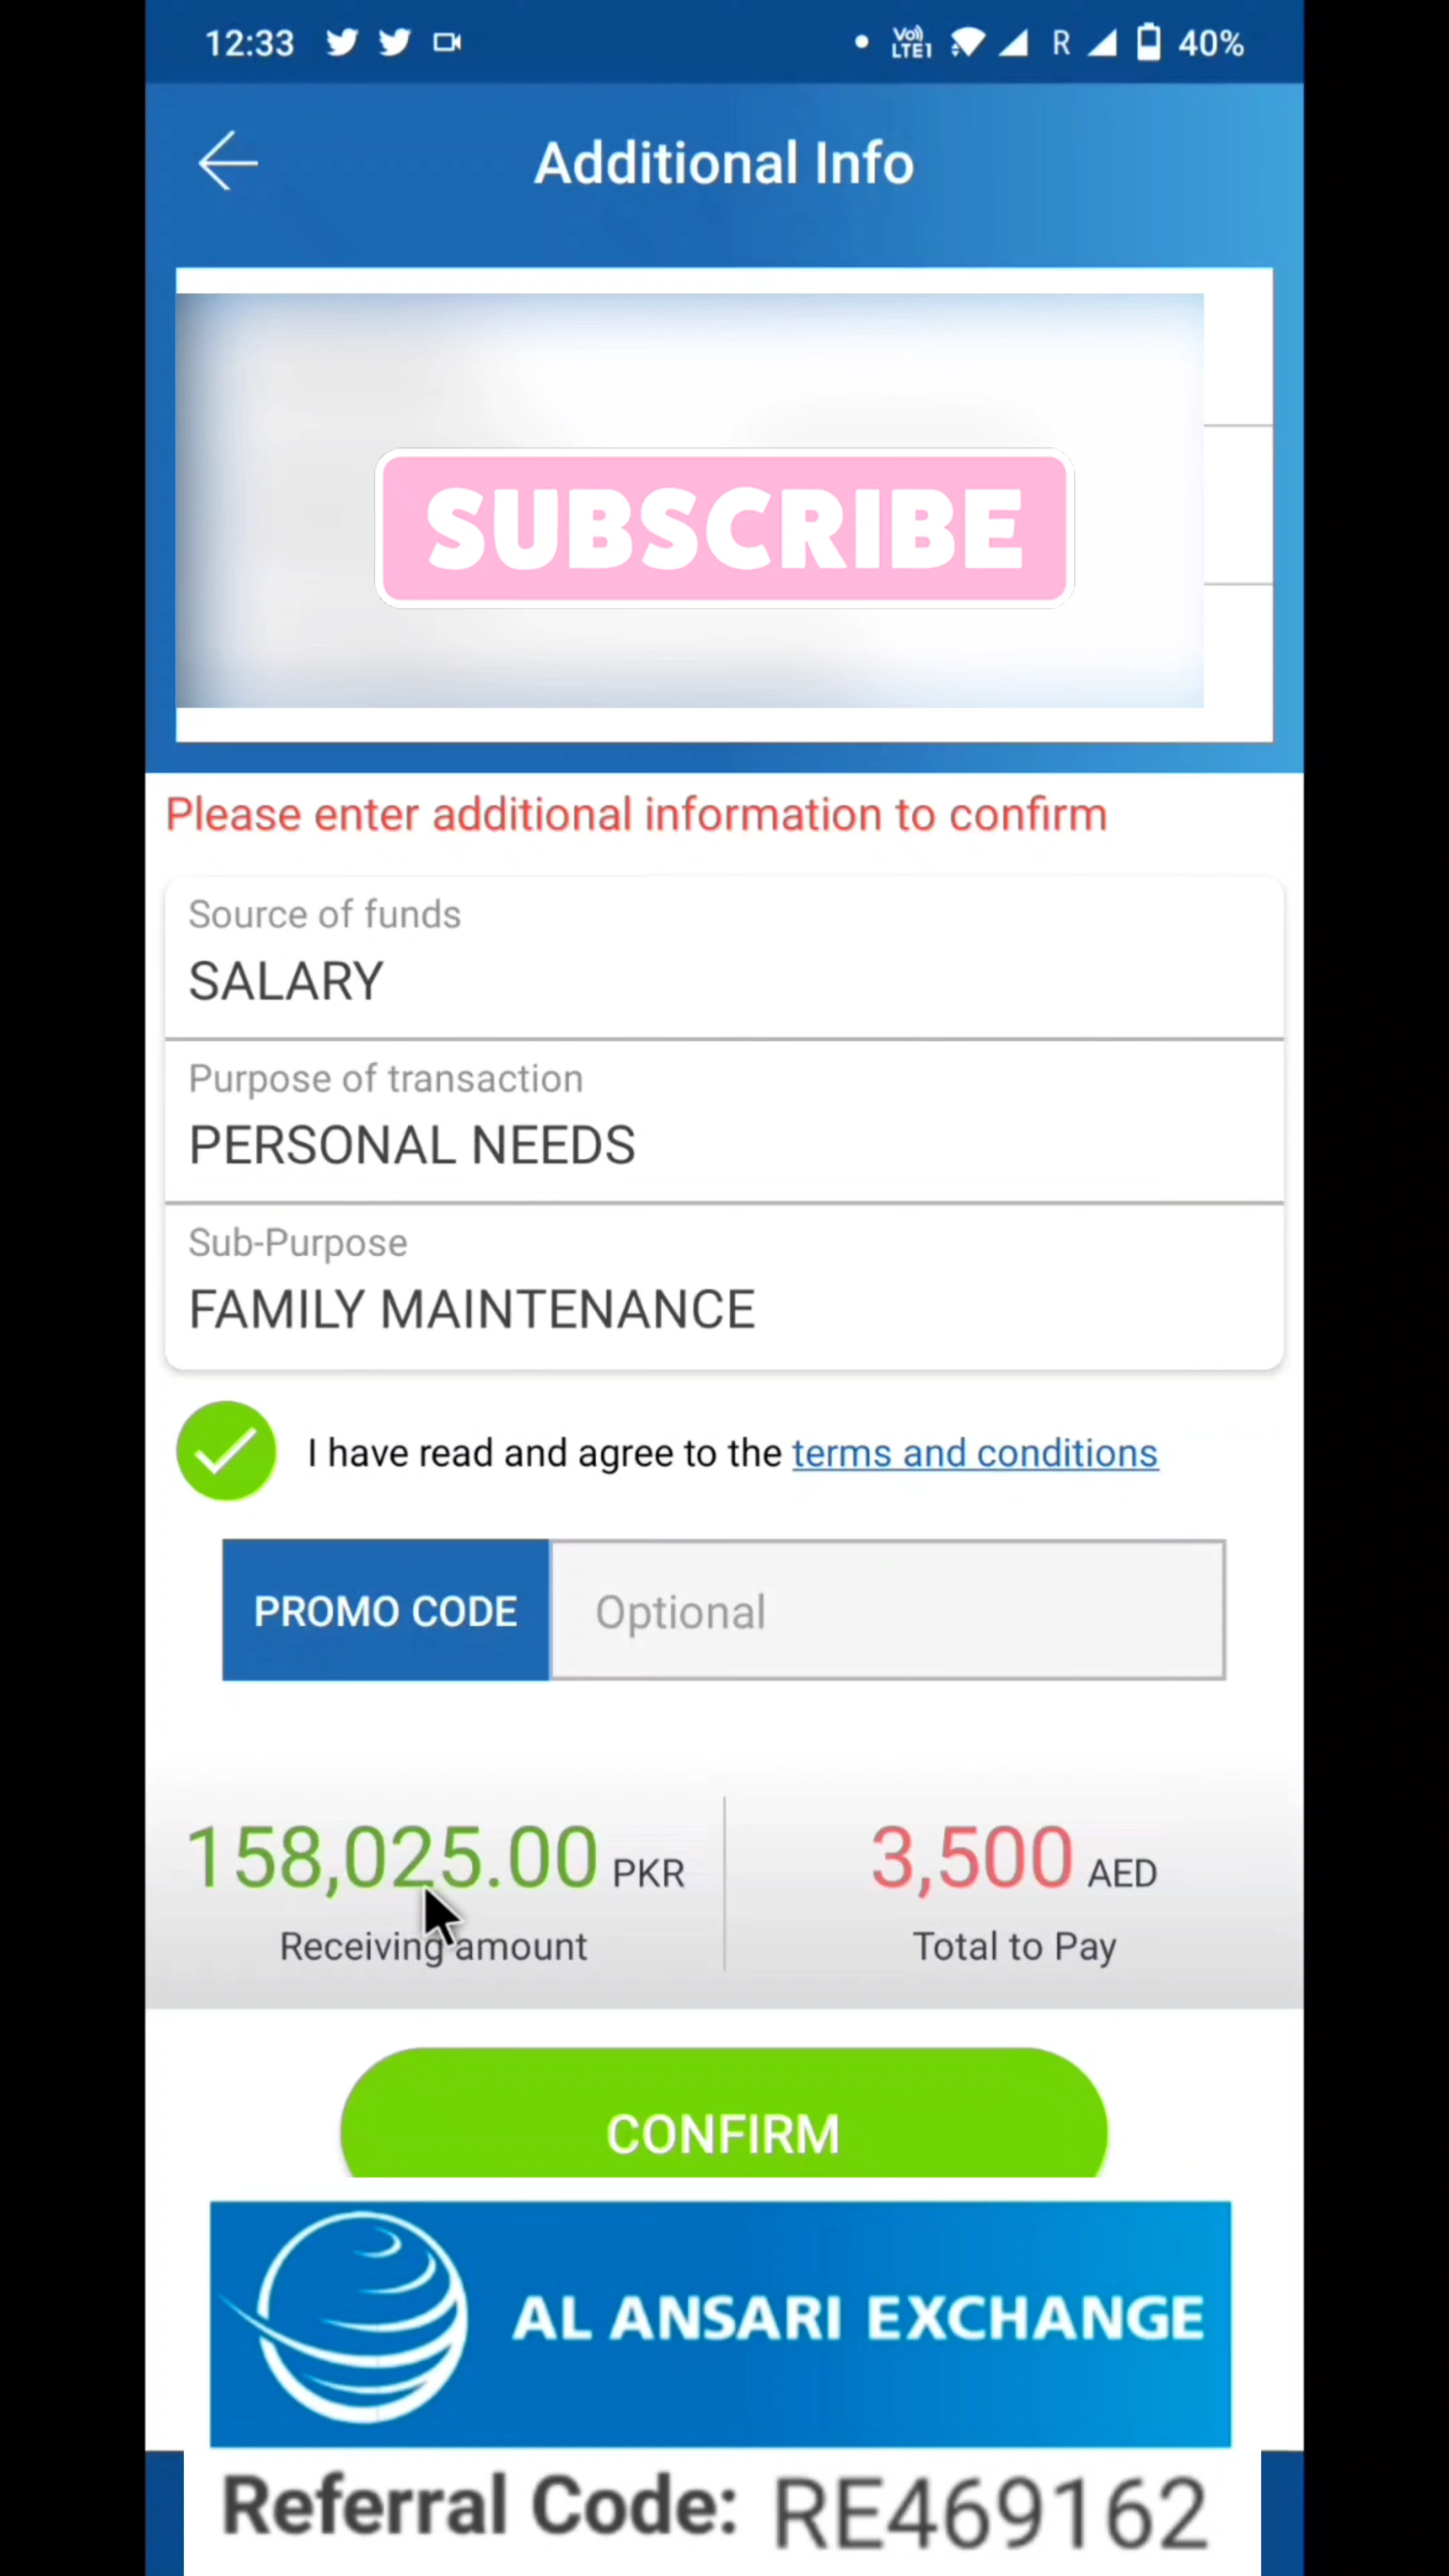 12:33 Vo) LTE1 R 40%
Additional Info
SUBSCRIBE
Please enter additional information to confirm
Source of funds
SALARY
Purpose of transaction
PERSONAL NEEDS
Sub-Purpose
FAMILY MAINTENANCE
I have read and agree to the terms and conditions
PROMO CODE Optional
158,025.00 PKR 3,500 AED
Receiving amount Total to Pay
CONFIRM
AL ANSARI EXCHANGE
Referral Code: RE469162